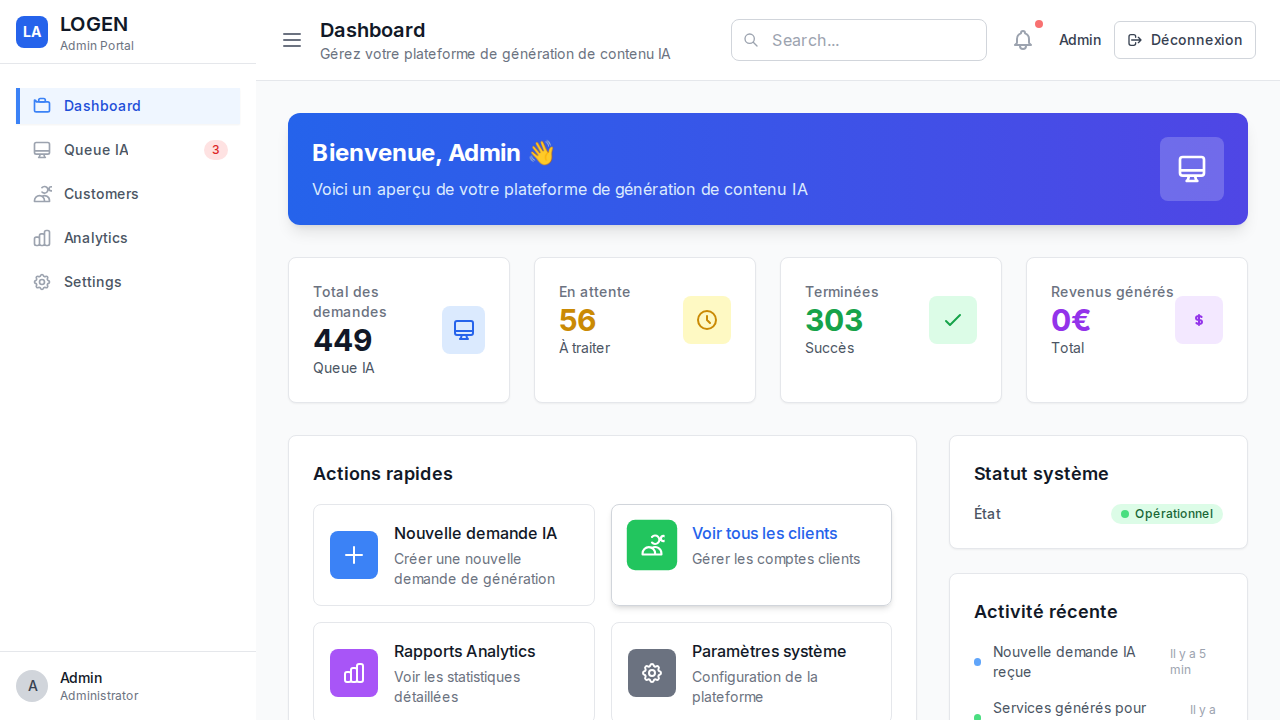 LA
LOGEN
Admin Portal
Dashboard
Queue IA
3
Customers
Analytics
Settings
A
Admin
Administrator
Dashboard
Gérez votre plateforme de génération de contenu IA
Search...
Admin
Déconnexion
Bienvenue, Admin 👋
Voici un aperçu de votre plateforme de génération de contenu IA
Total des
demandes
449
Queue IA
En attente
56
À traiter
Terminées
303
Succès
Revenus générés
0€
Total
$
Actions rapides
Nouvelle demande IA
Créer une nouvelle
demande de génération
Voir tous les clients
Gérer les comptes clients
Rapports Analytics
Voir les statistiques
détaillées
Paramètres système
Configuration de la
plateforme
Statut système
État
Opérationnel
Activité récente
Nouvelle demande IA
reçue
Il y a 5
min
Services générés pour
Il y a